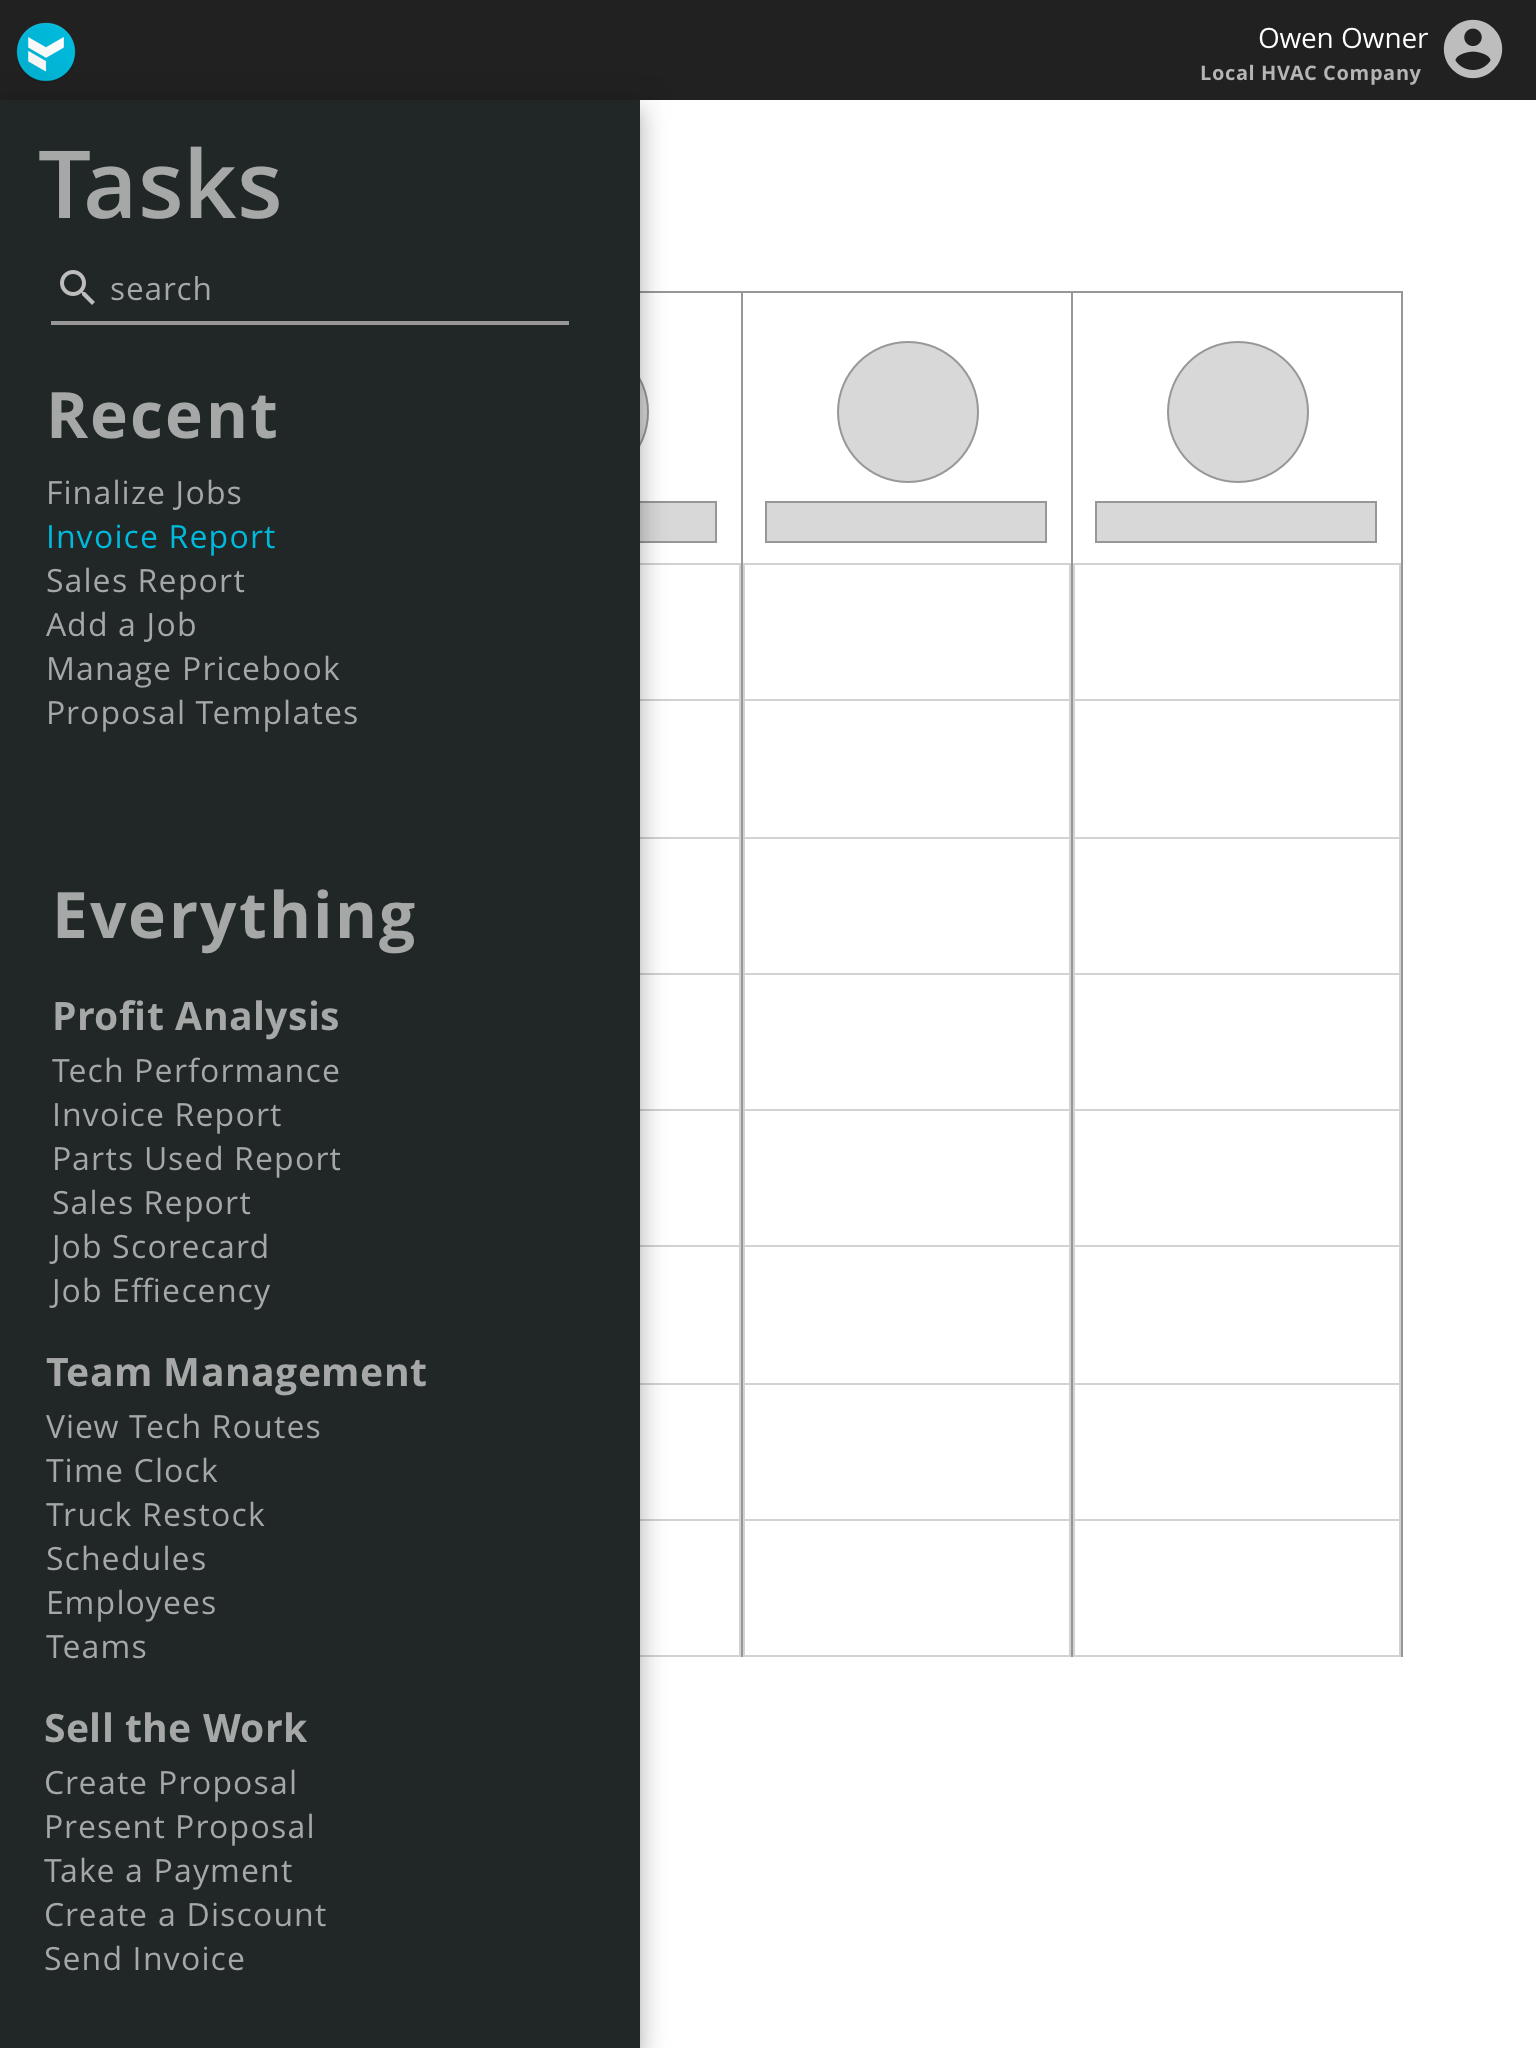 Owen Owner
Local HVAC Company
Tasks
search
Recent
Finalize Jobs
Invoice Report
Sales Report
Add a Job
Manage Pricebook
Proposal Templates
Everything
Profit Analysis
Tech Performance
Invoice Report
Parts Used Report
Sales Report
Job Scorecard
Job Effiecency
Team Management
View Tech Routes
Time Clock
Truck Restock
Schedules
Employees
Teams
Sell the Work
Create Proposal
Present Proposal
Take a Payment
Create a Discount
Send Invoice